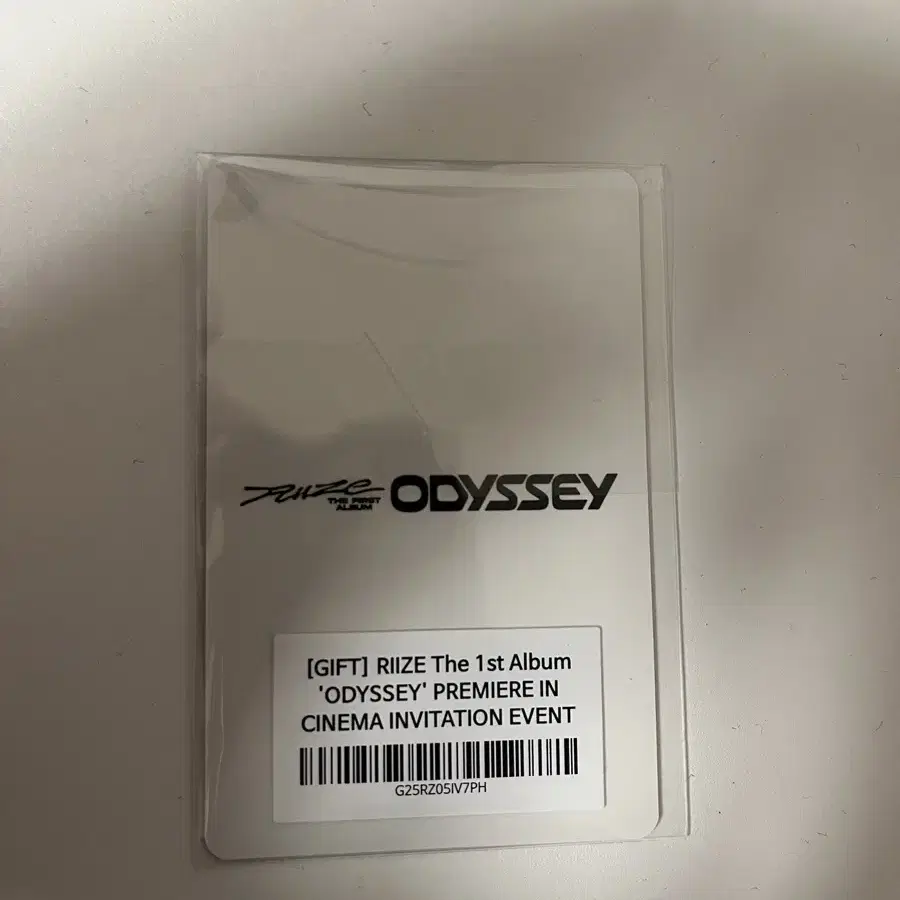 RIIZE THE FIRST ALBUM ODYSSEY
[GIFT] RIIZE The 1st Album
'ODYSSEY' PREMIERE IN
CINEMA INVITATION EVENT
G25RZ05IV7PH